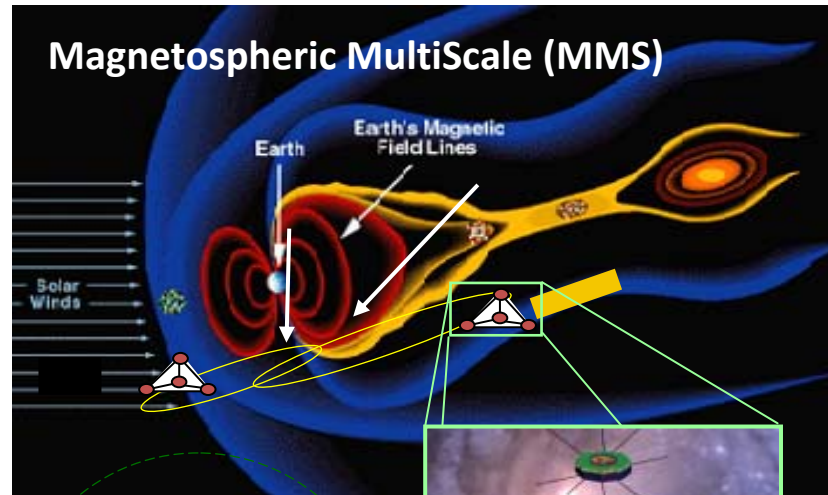 Magnetospheric MultiScale (MMS)
Earth's Magnetic
Field Lines
Earth
Solar
Winds